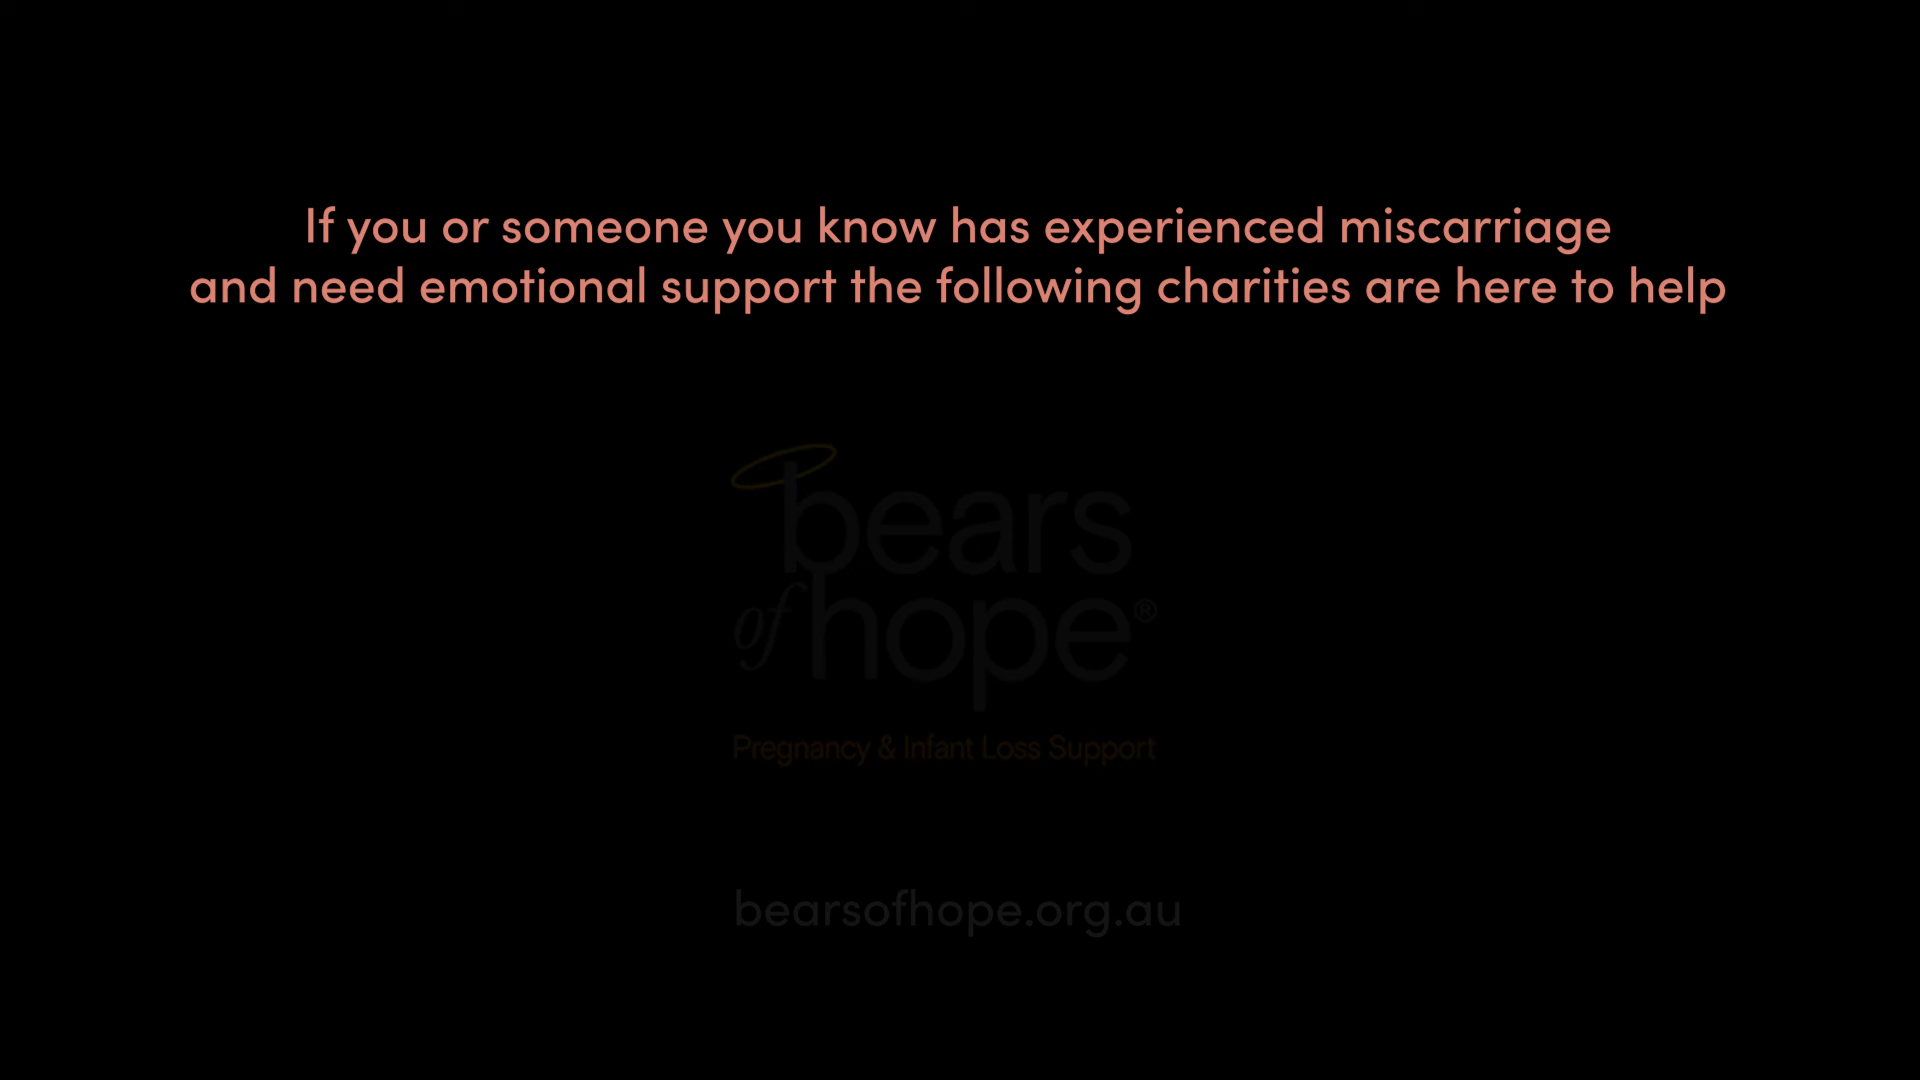 If you or someone you know has experienced miscarriage
and need emotional support the following charities are here to help
bears
of hope®
Pregnancy & Infant Loss Support
bearsofhope.org.au